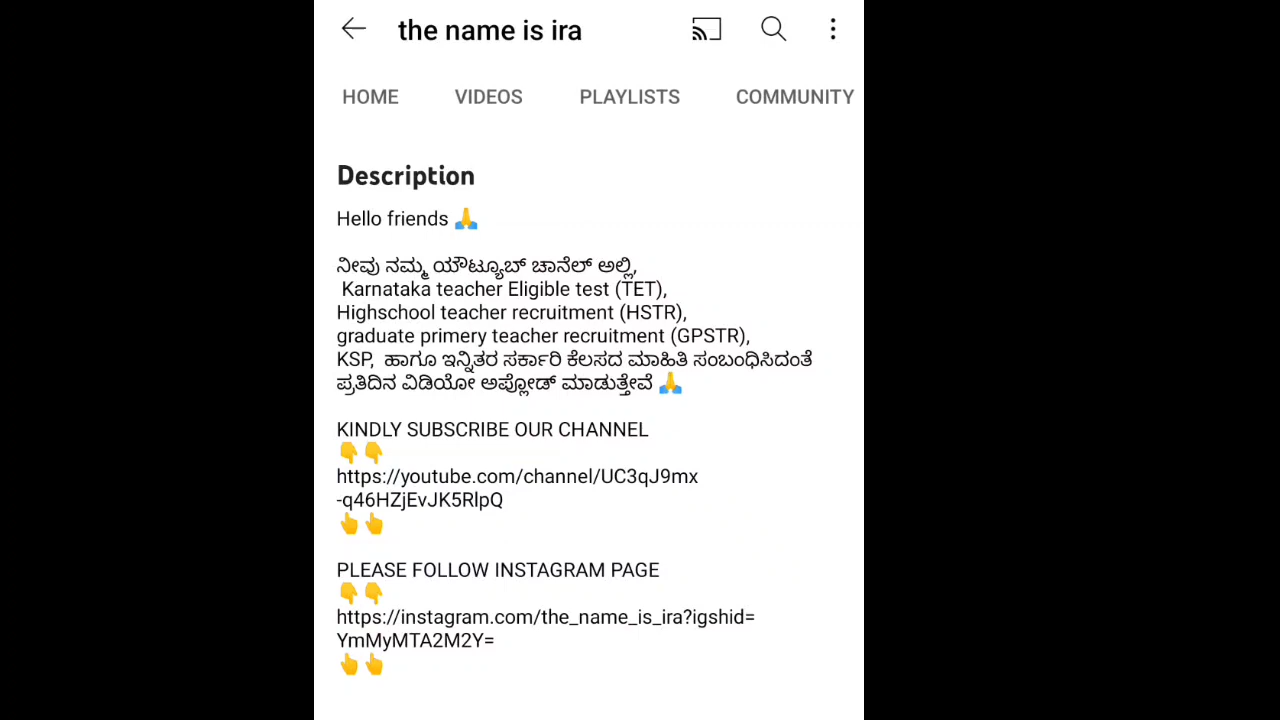 the name is ira
HOME VIDEOS PLAYLISTS COMMUNITY
Description
Hello friends 🙏
ನೀವು ನಮ್ಮ ಯೌಟ್ಯೂಬ್ ಚಾನೆಲ್ ಅಲ್ಲಿ,
Karnataka teacher Eligible test (TET),
Highschool teacher recruitment (HSTR),
graduate primery teacher recruitment (GPSTR),
KSP, ಹಾಗೂ ಇನ್ನಿತರ ಸರ್ಕಾರಿ ಕೆಲಸದ ಮಾಹಿತಿ ಸಂಬಂಧಿಸಿದಂತೆ
ಪ್ರತಿದಿನ ವಿಡಿಯೋ ಅಪ್ಲೋಡ್ ಮಾಡುತ್ತೇವೆ 🙏
KINDLY SUBSCRIBE OUR CHANNEL
👇👇
https://youtube.com/channel/UC3qJ9mx
-q46HZjEvJK5RlpQ
👆👆
PLEASE FOLLOW INSTAGRAM PAGE
👇👇
https://instagram.com/the_name_is_ira?igshid=
YmMyMTA2M2Y=
👆👆